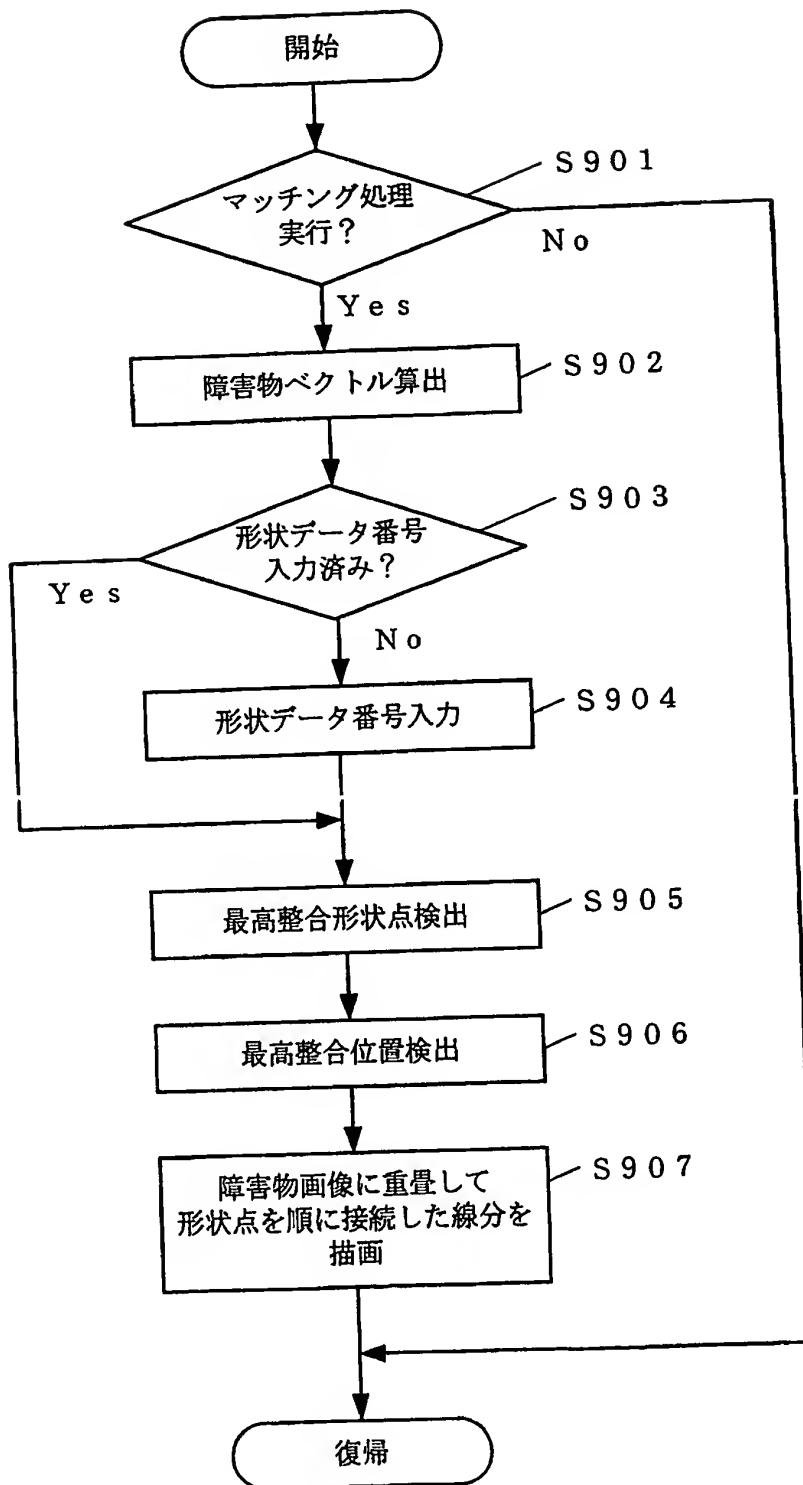 開始
S901
マッチング処理
実行?
No
Yes
S902
障害物ベクトル算出
S903
形状データ番号
入力済み?
Yes
No
S904
形状データ番号入力
S905
最高整合形状点検出
S906
最高整合位置検出
S907
障害物画像に重畳して
形状点を順に接続した線分を
描画
復帰